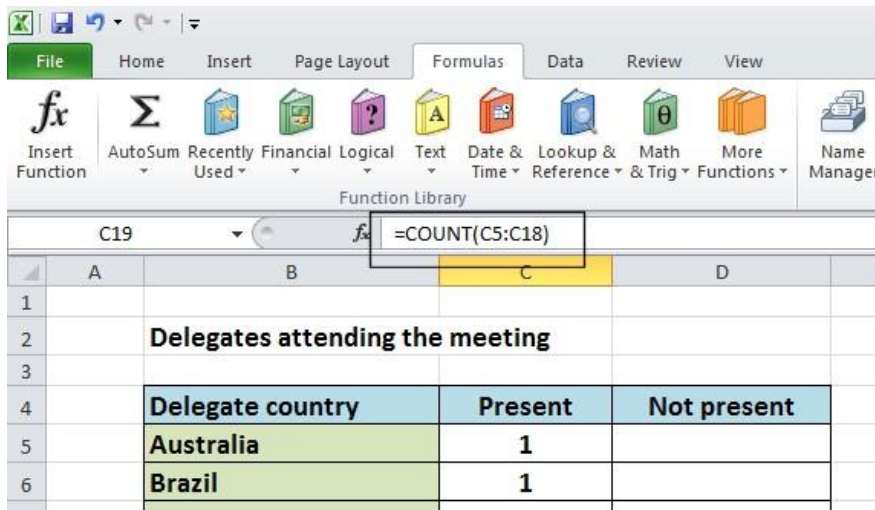 File Home Insert Page Layout Formulas Data Review View
fx Σ ? A θ
Insert AutoSum Recently Financial Logical Text Date & Lookup & Math More Name
Function Used Time Reference & Trig Functions Manager
Function Library
C19 fx =COUNT(C5:C18)
A B C D
1
2 Delegates attending the meeting
3
4 Delegate country Present Not present
5 Australia 1
6 Brazil 1